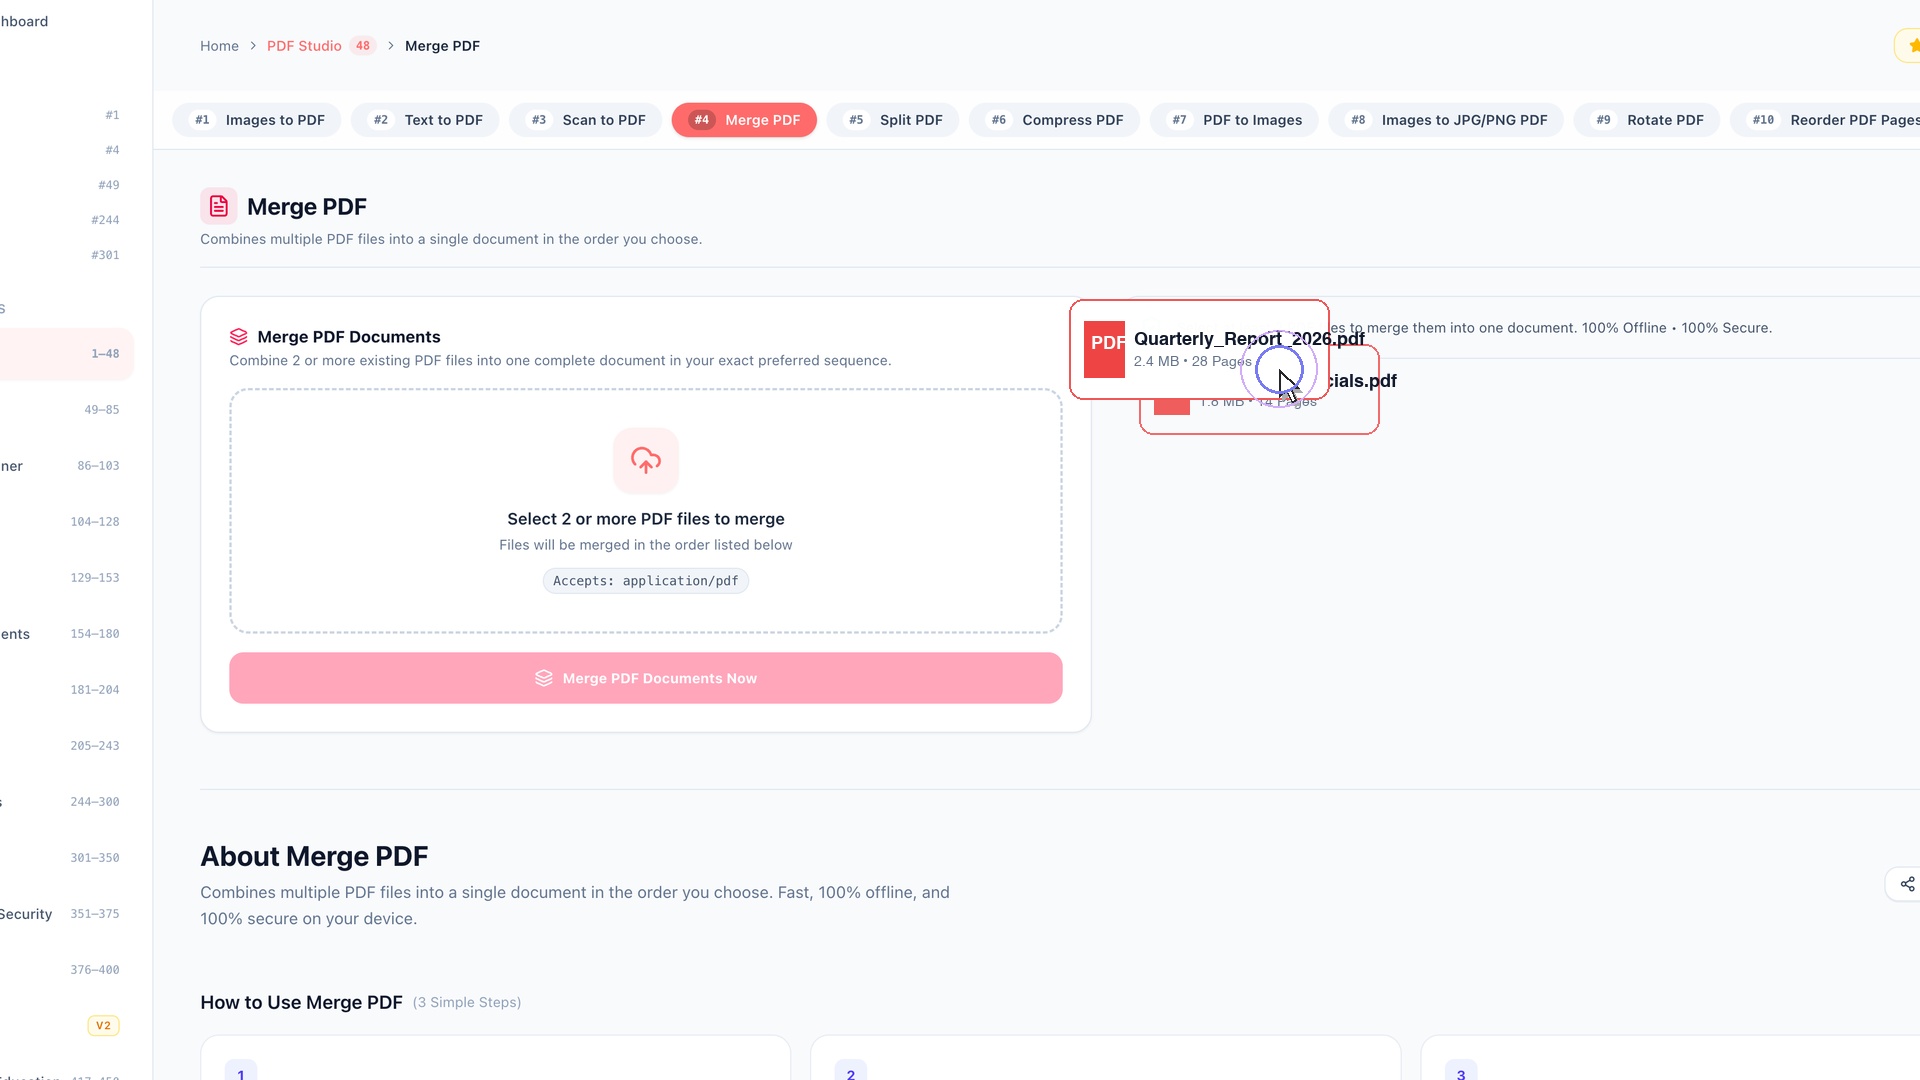 hboard
Home > PDF Studio 48 > Merge PDF
#1
#4
#49
#244
#301
S
1–48
49–85
ner 86–103
104–128
129–153
ents 154–180
181–204
205–243
s 244–300
301–350
Security 351–375
376–400
V2
#1 Images to PDF
#2 Text to PDF
#3 Scan to PDF
#4 Merge PDF
#5 Split PDF
#6 Compress PDF
#7 PDF to Images
#8 Images to JPG/PNG PDF
#9 Rotate PDF
#10 Reorder PDF Pages
Merge PDF
Combines multiple PDF files into a single document in the order you choose.
Merge PDF Documents
Combine 2 or more existing PDF files into one complete document in your exact preferred sequence.
Select 2 or more PDF files to merge
Files will be merged in the order listed below
Accepts: application/pdf
Merge PDF Documents Now
PDF
Quarterly_Report_2026.pdf
2.4 MB • 28 Pages
es to merge them into one document. 100% Offline • 100% Secure.
cials.pdf
1.8 MB • 14 Pages
About Merge PDF
Combines multiple PDF files into a single document in the order you choose. Fast, 100% offline, and
100% secure on your device.
How to Use Merge PDF (3 Simple Steps)
1
2
3